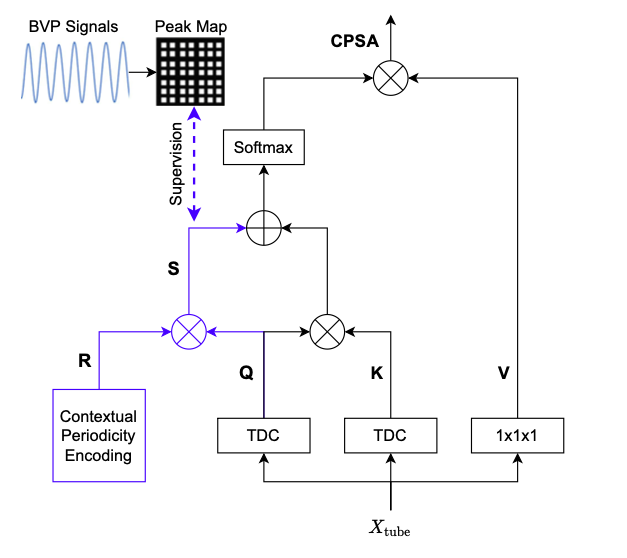 BVP Signals
Peak Map
CPSA
Supervision
Softmax
S
R
Q
K
V
Contextual
Periodicity
Encoding
TDC
TDC
1x1x1
X_tube